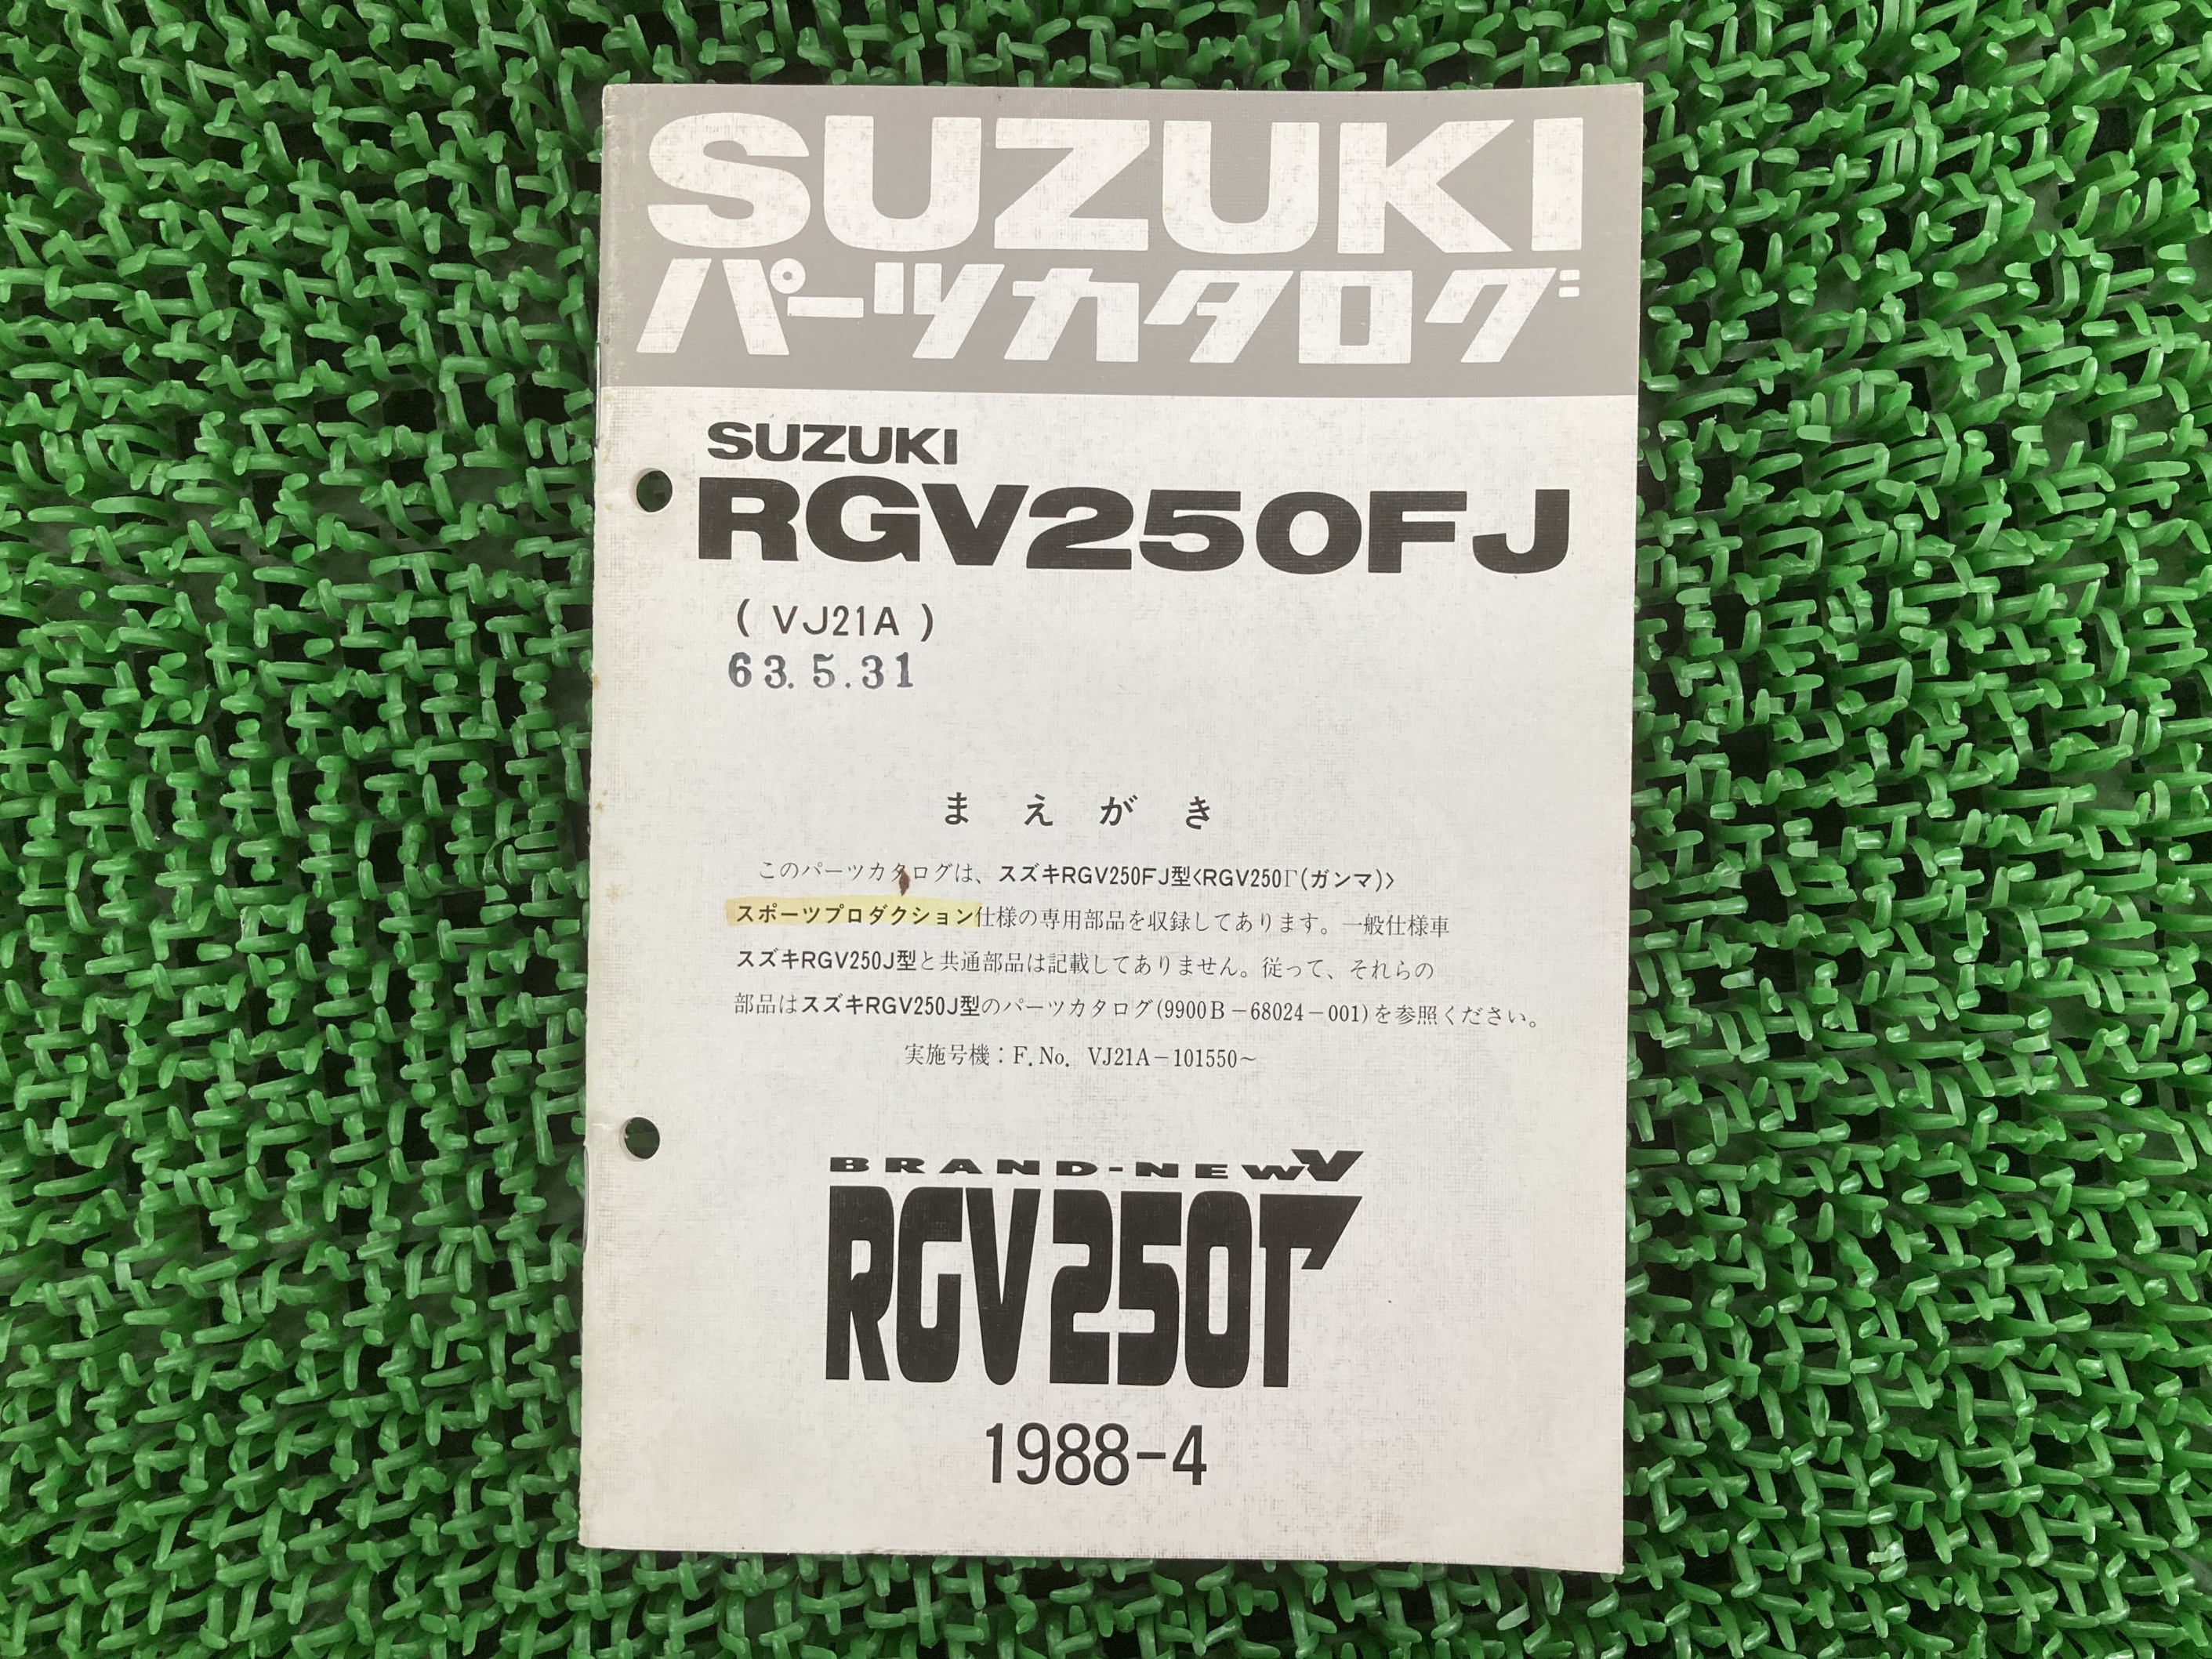 SUZUKI
パーツカタログ
SUZUKI
RGV250FJ
( VJ21A )
63.5.31
まえがき
このパーツカタログは、スズキRGV250FJ型<RGV250Γ(ガンマ)>
スポーツプロダクション仕様の専用部品を収録してあります。一般仕様車
スズキRGV250J型と共通部品は記載してありません。従って、それらの
部品はスズキRGV250J型のパーツカタログ(9900B-68024-001)を参照ください。
実施号機：F.No. VJ21A-101550~
BRAND-NEW V
RGV250Γ
1988-4